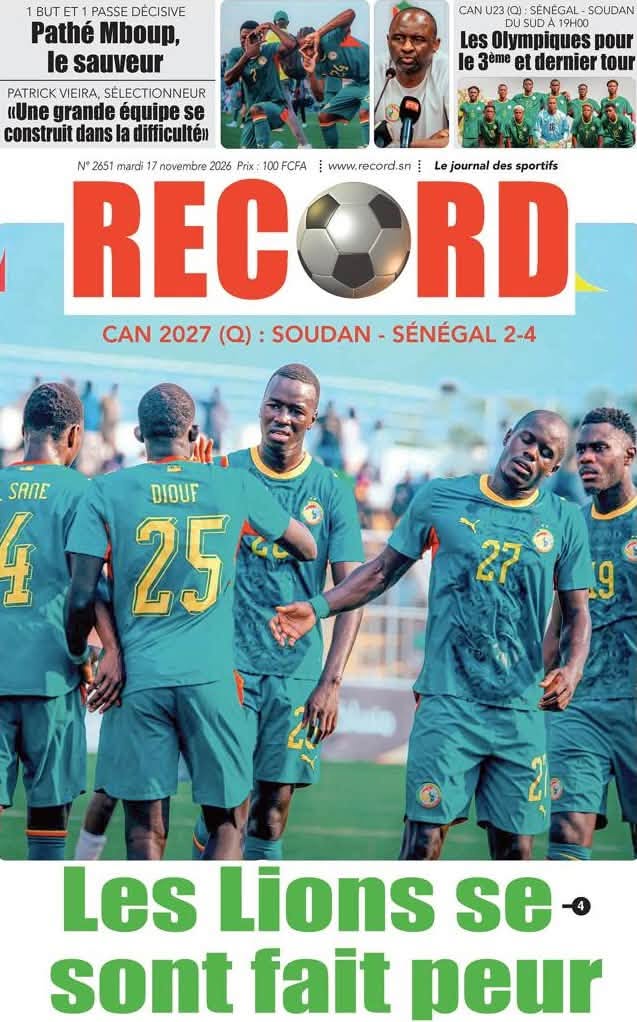 1 BUT ET 1 PASSE DÉCISIVE
Pathé Mboup,
le sauveur
PATRICK VIEIRA, SÉLECTIONNEUR
«Une grande équipe se
construit dans la difficulté»
CAN U23 (Q) : SÉNÉGAL - SOUDAN
DU SUD À 19H00
Les Olympiques pour
le 3ème et dernier tour
N° 2651 mardi 17 novembre 2026 Prix : 100 FCFA
www.record.sn
Le journal des sportifs
RECORD
CAN 2027 (Q) : SOUDAN - SÉNÉGAL 2-4
SANE
4
DIOUF
25
27
19
Les Lions se
4
sont fait peur